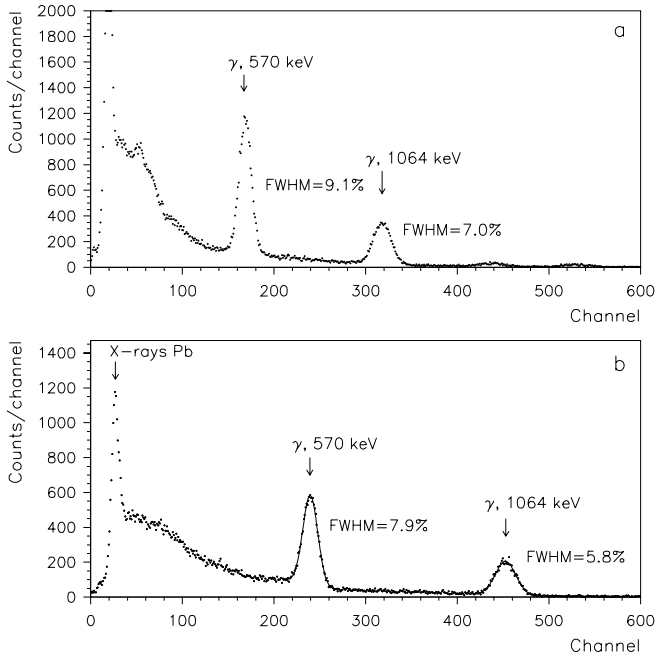 Counts/channel
2000
1800
1600
1400
1200
1000
800
600
400
200
0
a
γ, 570 keV
FWHM=9.1%
γ, 1064 keV
FWHM=7.0%
0 100 200 300 400 500 600
Channel
Counts/channel
1400
1200
1000
800
600
400
200
0
b
X-rays Pb
γ, 570 keV
FWHM=7.9%
γ, 1064 keV
FWHM=5.8%
0 100 200 300 400 500 600
Channel